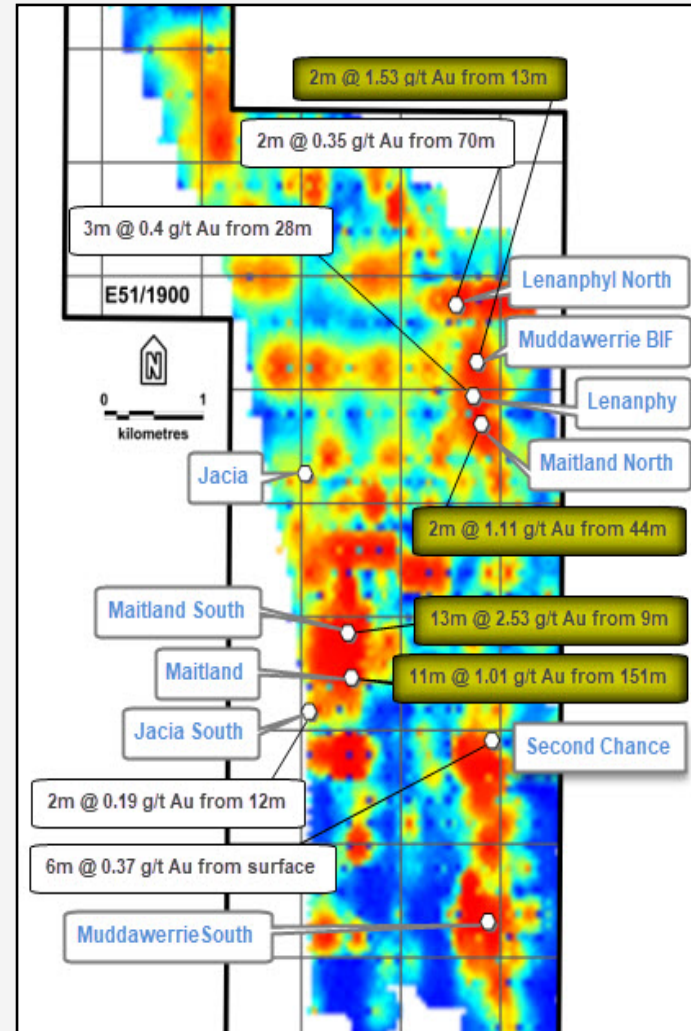 2m @ 1.53 g/t Au from 13m
2m @ 0.35 g/t Au from 70m
3m @ 0.4 g/t Au from 28m
Lenanphyl North
E51/1900
Muddawerrie BIF
N
Lenanphy
0 1
kilometres
Maitland North
Jacia
2m @ 1.11 g/t Au from 44m
Maitland South
13m @ 2.53 g/t Au from 9m
Maitland
11m @ 1.01 g/t Au from 151m
Jacia South
Second Chance
2m @ 0.19 g/t Au from 12m
6m @ 0.37 g/t Au from surface
MuddawerrieSouth